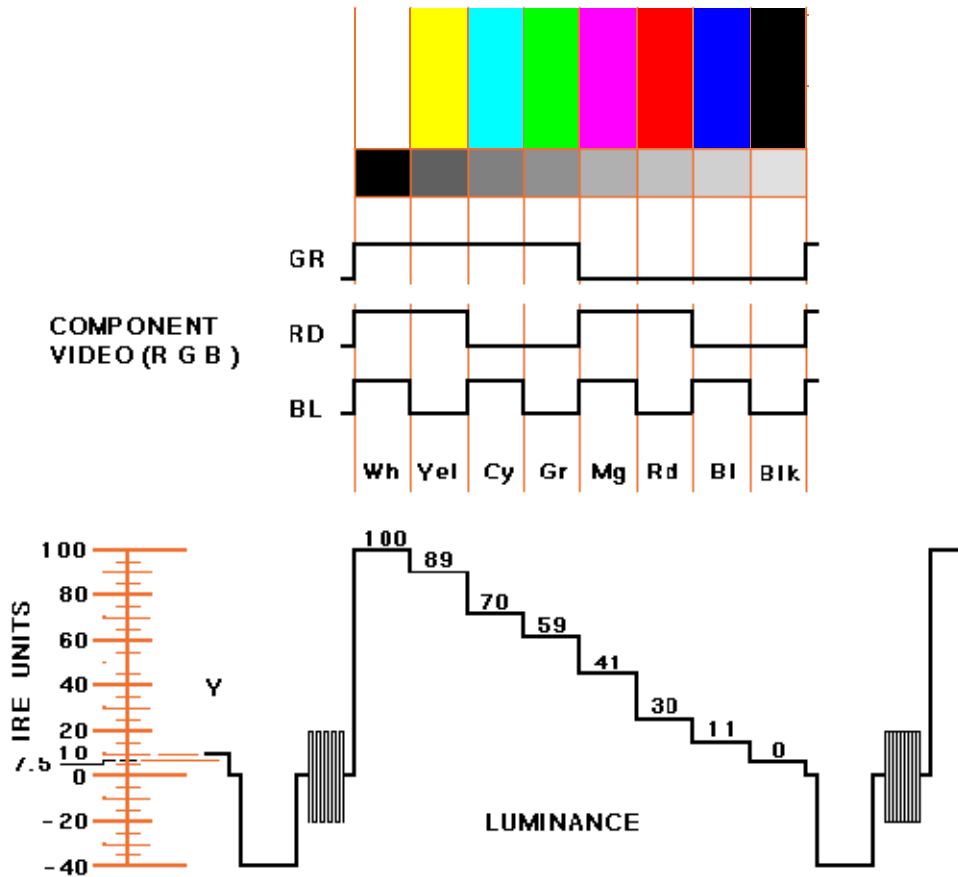 GR
COMPONENT
VIDEO (R G B)
RD
BL
Wh Yel Cy Gr Mg Rd Bl Blk
IRE UNITS
100
80
60
40
20
10
7.5
0
-20
-40
Y
100
89
70
59
41
30
11
0
LUMINANCE